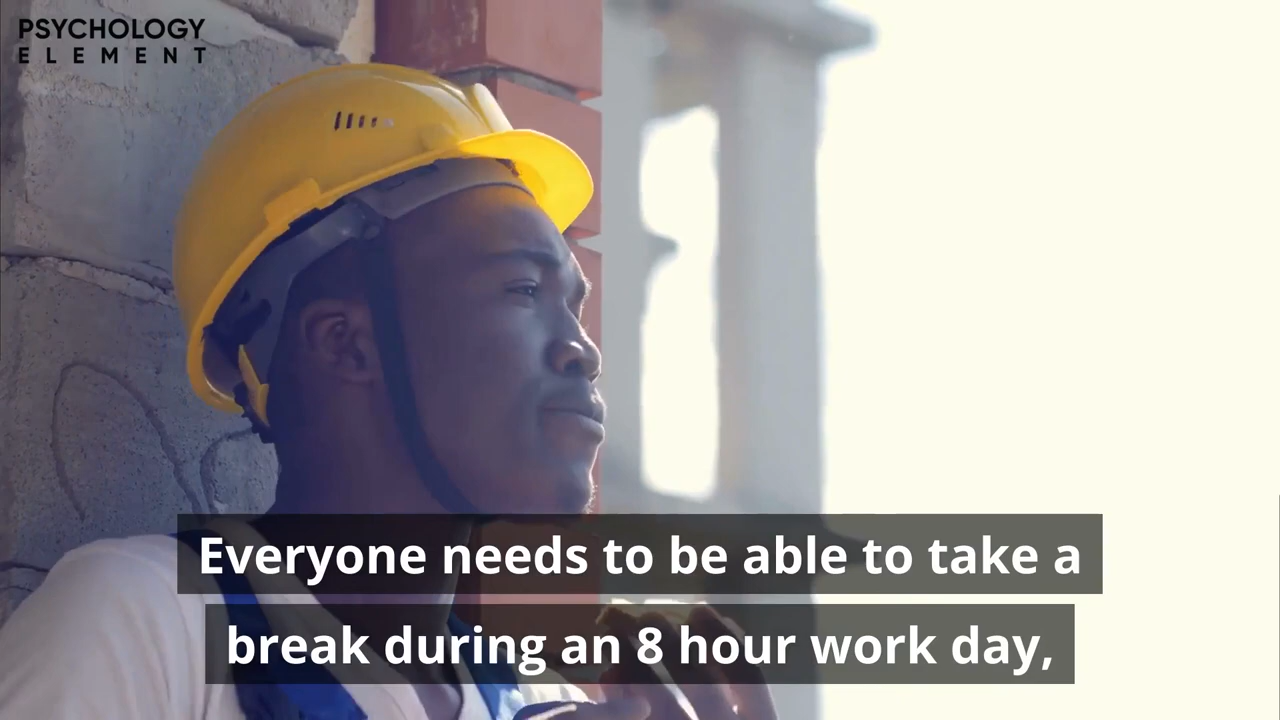 PSYCHOLOGY
ELEMENT
Everyone needs to be able to take a
break during an 8 hour work day,